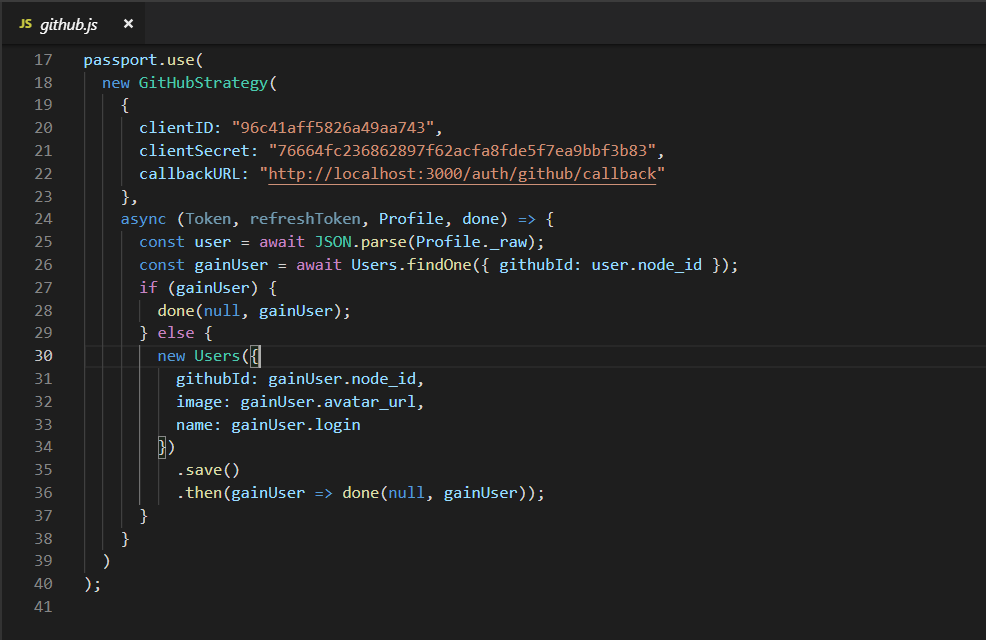 JS github.js ×
17 passport.use(
18 new GitHubStrategy(
19 {
20 clientID: "96c41aff5826a49aa743",
21 clientSecret: "76664fc236862897f62acfa8fde5f7ea9bbf3b83",
22 callbackURL: "http://localhost:3000/auth/github/callback"
23 },
24 async (Token, refreshToken, Profile, done) => {
25 const user = await JSON.parse(Profile._raw);
26 const gainUser = await Users.findOne({ githubId: user.node_id });
27 if (gainUser) {
28 done(null, gainUser);
29 } else {
30 new Users({
31 githubId: gainUser.node_id,
32 image: gainUser.avatar_url,
33 name: gainUser.login
34 })
35 .save()
36 .then(gainUser => done(null, gainUser));
37 }
38 }
39 )
40 );
41